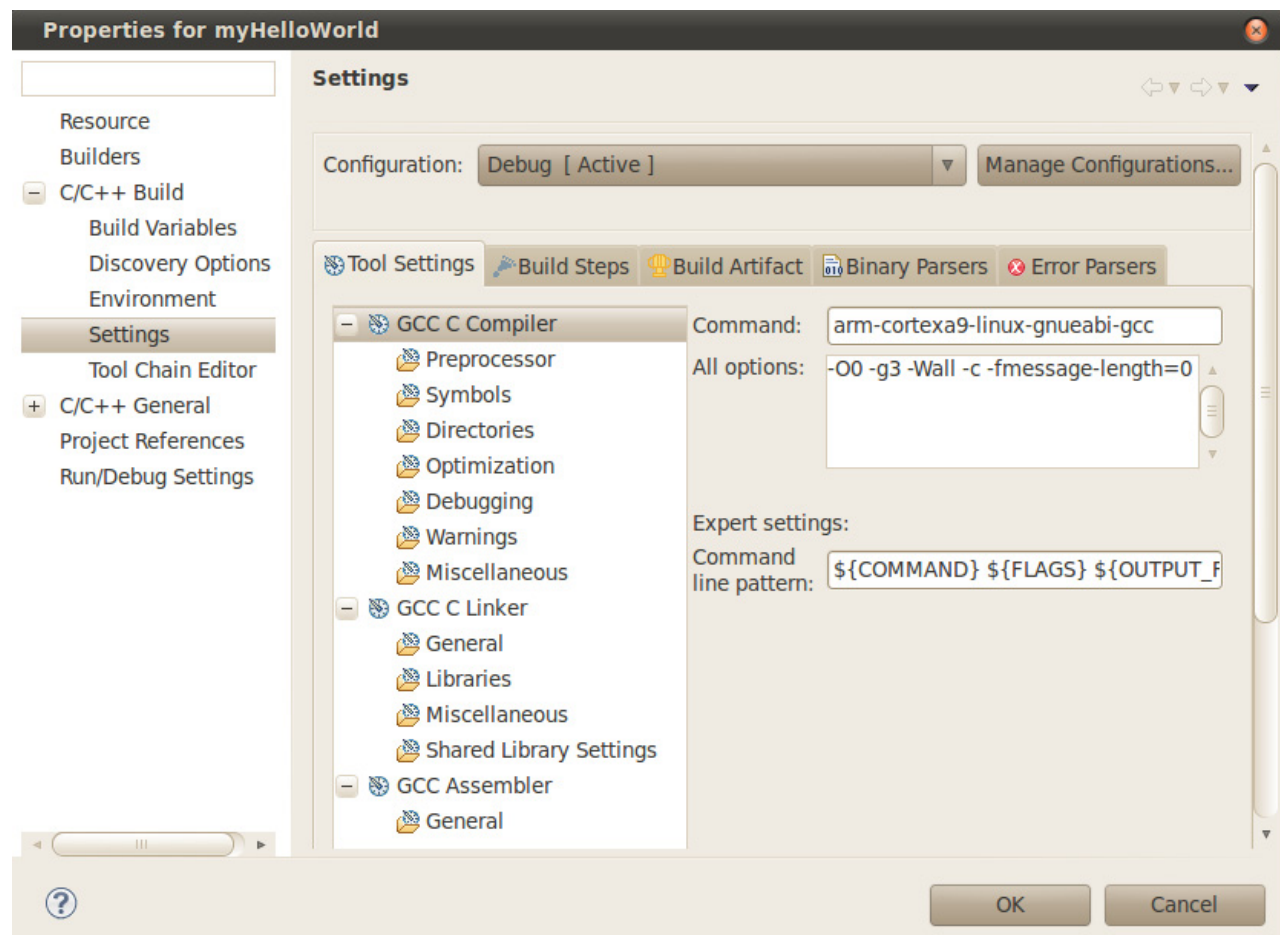 Properties for myHelloWorld
Resource
Builders
C/C++ Build
Build Variables
Discovery Options
Environment
Settings
Tool Chain Editor
C/C++ General
Project References
Run/Debug Settings
Settings
Configuration: Debug [ Active ] Manage Configurations...
Tool Settings Build Steps Build Artifact Binary Parsers Error Parsers
GCC C Compiler
Preprocessor
Symbols
Directories
Optimization
Debugging
Warnings
Miscellaneous
GCC C Linker
General
Libraries
Miscellaneous
Shared Library Settings
GCC Assembler
General
Command: arm-cortexa9-linux-gnueabi-gcc
All options: -O0 -g3 -Wall -c -fmessage-length=0
Expert settings:
Command
line pattern: ${COMMAND} ${FLAGS} ${OUTPUT_F
OK Cancel